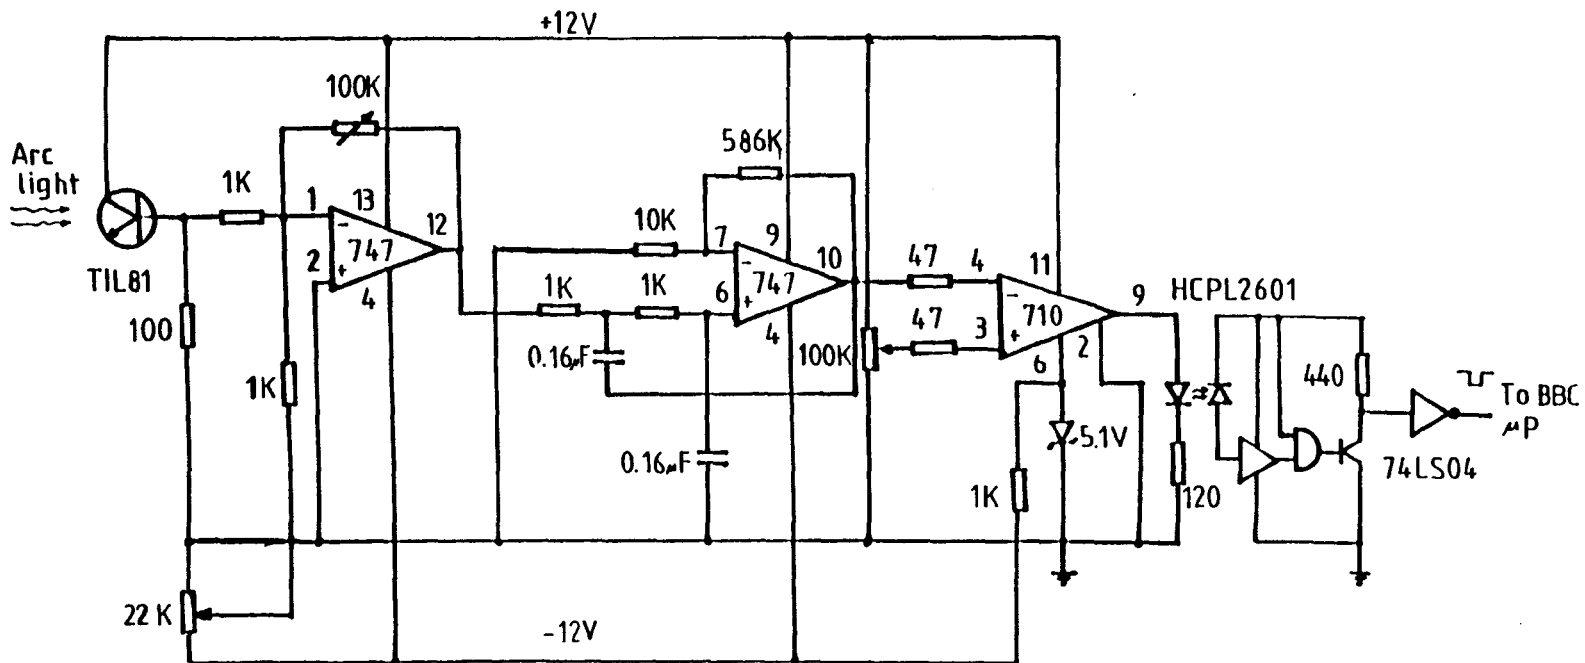 +12V
100K
586K
Arc
light
1K
1
13
12
-
747
2
+
4
TIL81
10K
7
9
10
-
747
6
+
4
1K
1K
47
4
11
9
HCPL2601
-
710
+
47
3
6
2
100
0.16μF
100K
440
To BBC
μP
1K
5.1V
0.16μF
1K
120
74LS04
22K
-12V